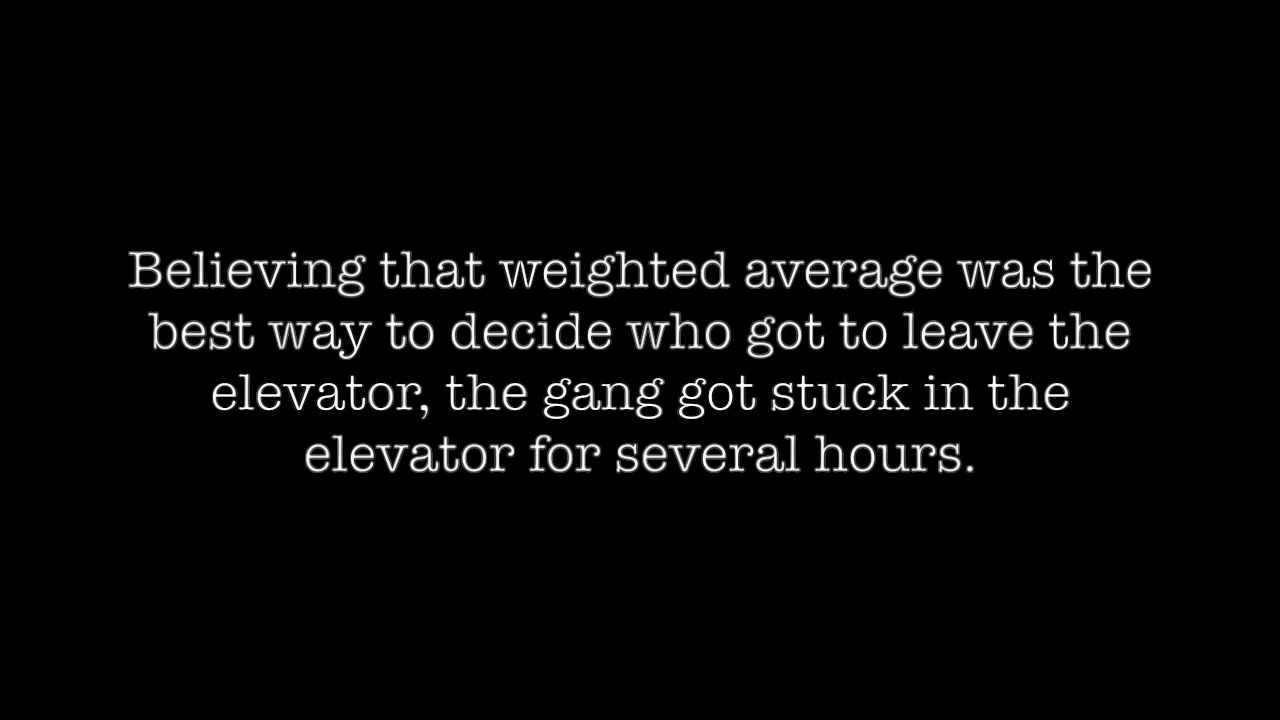 Believing that weighted average was the
best way to decide who got to leave the
elevator, the gang got stuck in the
elevator for several hours.